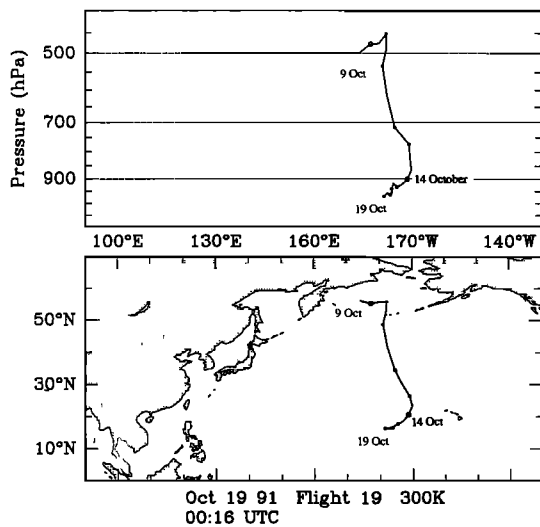 Pressure (hPa)
500
700
900
9 Oct
14 October
19 Oct
100°E 130°E 160°E 170°W 140°W
50°N
30°N
10°N
9 Oct
14 Oct
19 Oct
Oct 19 91 Flight 19 300K
00:16 UTC